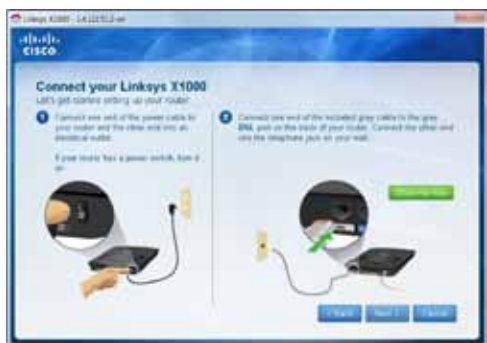 Linksys X1000
CISCO
Connect your Linksys X1000
Let's get started setting up your router.
1 Connect one end of the power cable to
your router and the other end into an
electrical outlet.
If your router has a power switch, turn it
on.
2 Connect one end of the included gray cable to the gray
DSL port on the back of your router. Connect the other end
into the telephone jack on your wall.
< Back
Next >
Cancel